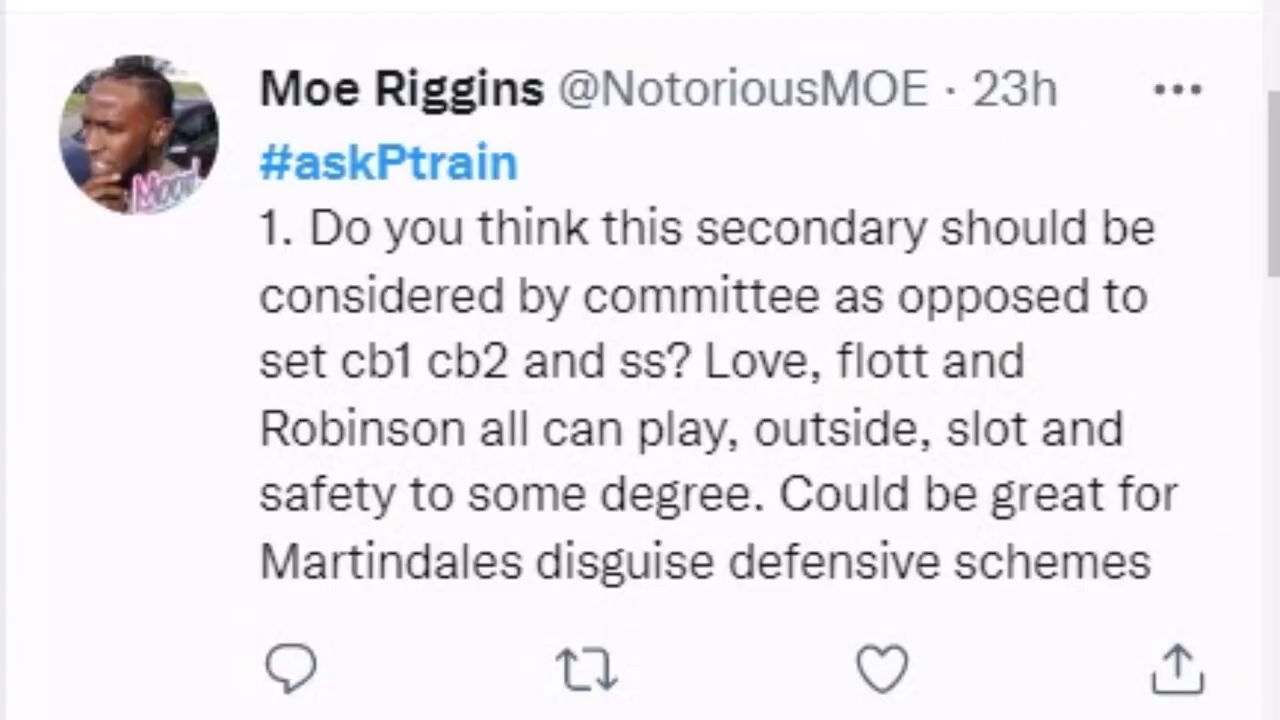 Moe Riggins @NotoriousMOE · 23h
#askPtrain
1. Do you think this secondary should be
considered by committee as opposed to
set cb1 cb2 and ss? Love, flott and
Robinson all can play, outside, slot and
safety to some degree. Could be great for
Martindales disguise defensive schemes
Mood